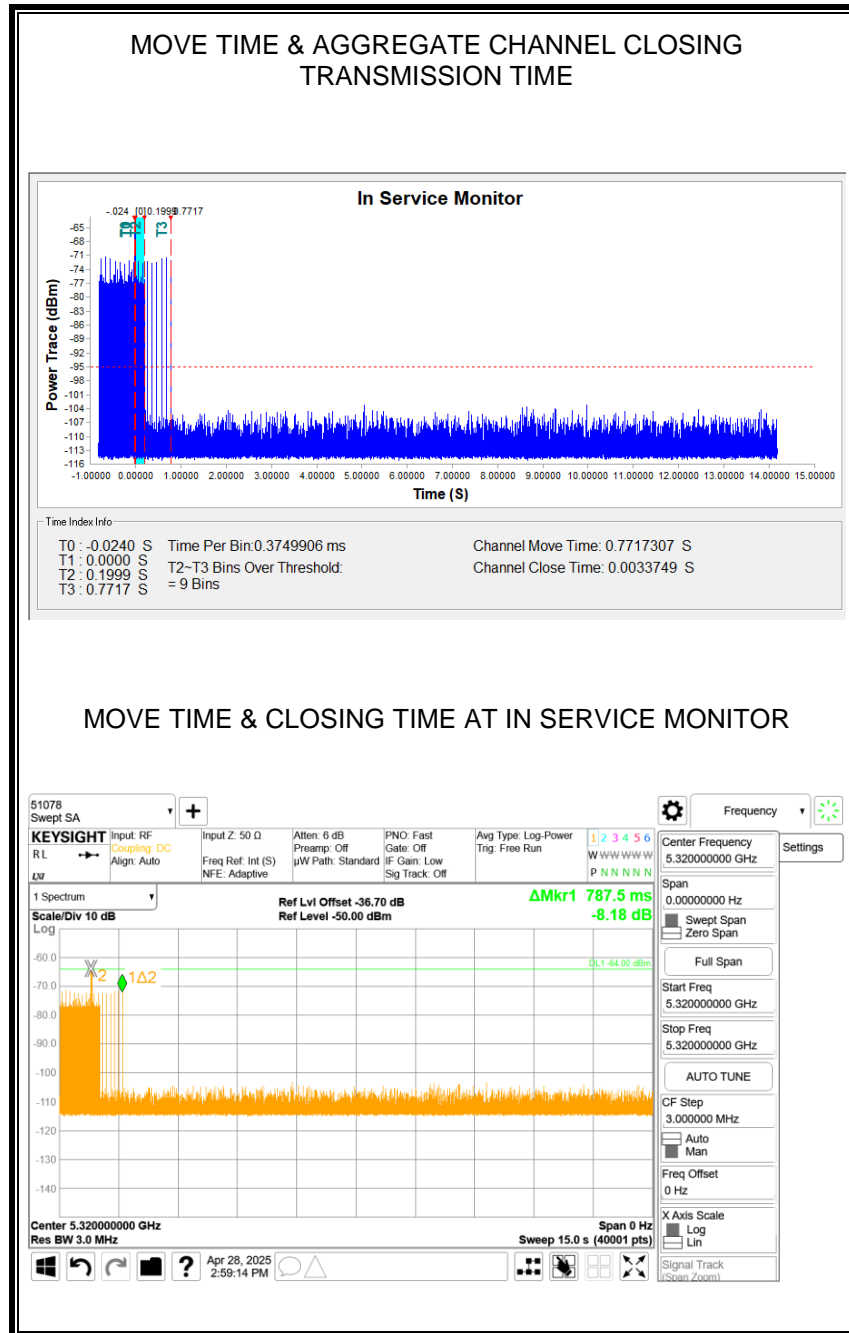 MOVE TIME & AGGREGATE CHANNEL CLOSING
TRANSMISSION TIME
In Service Monitor
-.024 [0] 0.1999 0.7717
T0 T2 T3
Power Trace (dBm)
-65
-68
-71
-74
-77
-80
-83
-86
-89
-92
-95
-98
-101
-104
-107
-110
-113
-116
-1.00000 0.00000 1.00000 2.00000 3.00000 4.00000 5.00000 6.00000 7.00000 8.00000 9.00000 10.00000 11.00000 12.00000 13.00000 14.00000 15.00000
Time (S)
Time Index Info
T0 : -0.0240 S Time Per Bin:0.3749906 ms Channel Move Time: 0.7717307 S
T1 : 0.0000 S T2~T3 Bins Over Threshold: Channel Close Time: 0.0033749 S
T2 : 0.1999 S = 9 Bins
T3 : 0.7717 S
MOVE TIME & CLOSING TIME AT IN SERVICE MONITOR
51078
Swept SA
Frequency
Settings
KEYSIGHT Input: RF Input Z: 50 Ω Atten: 6 dB PNO: Fast Avg Type: Log-Power 1 2 3 4 5 6
RL Coupling: DC Preamp: Off Gate: Off Trig: Free Run W W W W W W
Align: Auto Freq Ref: Int (S) µW Path: Standard IF Gain: Low
LXI NFE: Adaptive Sig Track: Off P N N N N N
1 Spectrum
Scale/Div 10 dB
Ref Lvl Offset -36.70 dB
Ref Level -50.00 dBm
ΔMkr1 787.5 ms
-8.18 dB
Log
-60.0
-70.0
-80.0
-90.0
-100
-110
-120
-130
-140
2
1Δ2
DL1 -64.00 dBm
Center 5.320000000 GHz Span 0 Hz
Res BW 3.0 MHz Sweep 15.0 s (40001 pts)
Apr 28, 2025
2:59:14 PM
Center Frequency
5.320000000 GHz
Span
0.00000000 Hz
Swept Span
Zero Span
Full Span
Start Freq
5.320000000 GHz
Stop Freq
5.320000000 GHz
AUTO TUNE
CF Step
3.000000 MHz
Auto
Man
Freq Offset
0 Hz
X Axis Scale
Log
Lin
Signal Track
(Span Zoom)